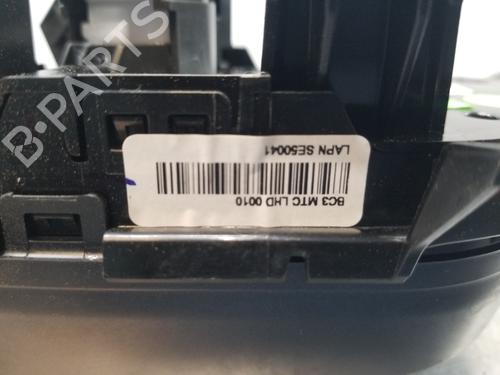 BC3 MTC LHD 0010
LAPN SE50041
B-PARTS